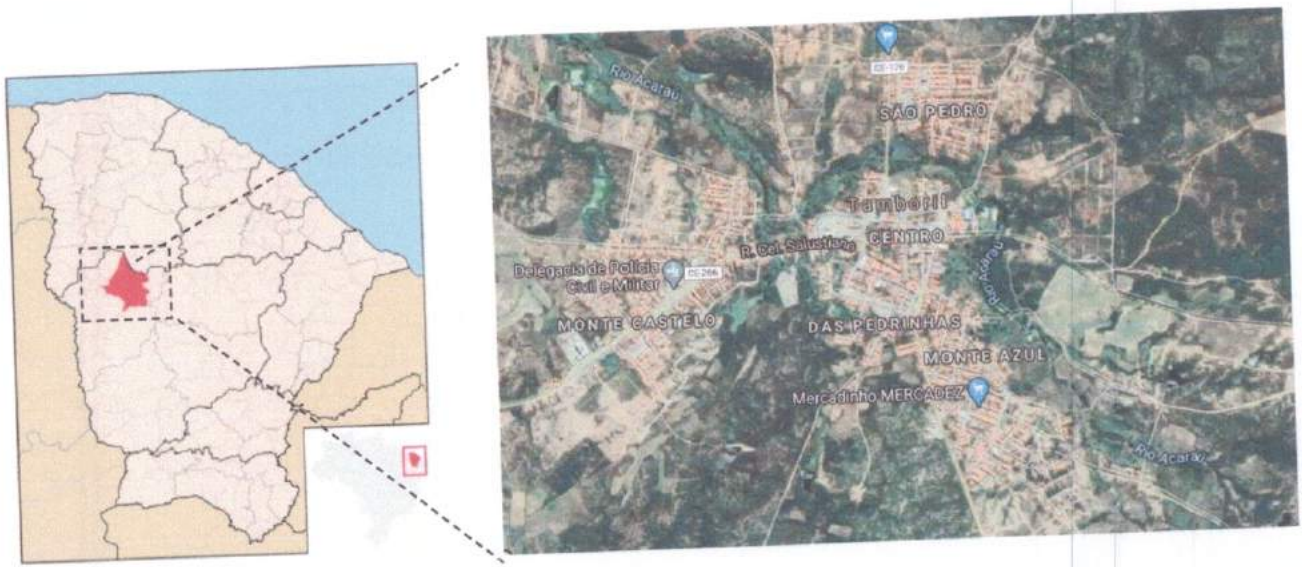 Rio Acaraú
CE-176
SÃO PEDRO
Tamboril
CENTRO
R. Cel. Salustiano
Rio Acaraú
Delegacia de Polícia
Civil e Militar
CE-266
MONTE CASTELO
DAS PEDRINHAS
MONTE AZUL
Mercadinho MERCADEZ
Rio Acaraú